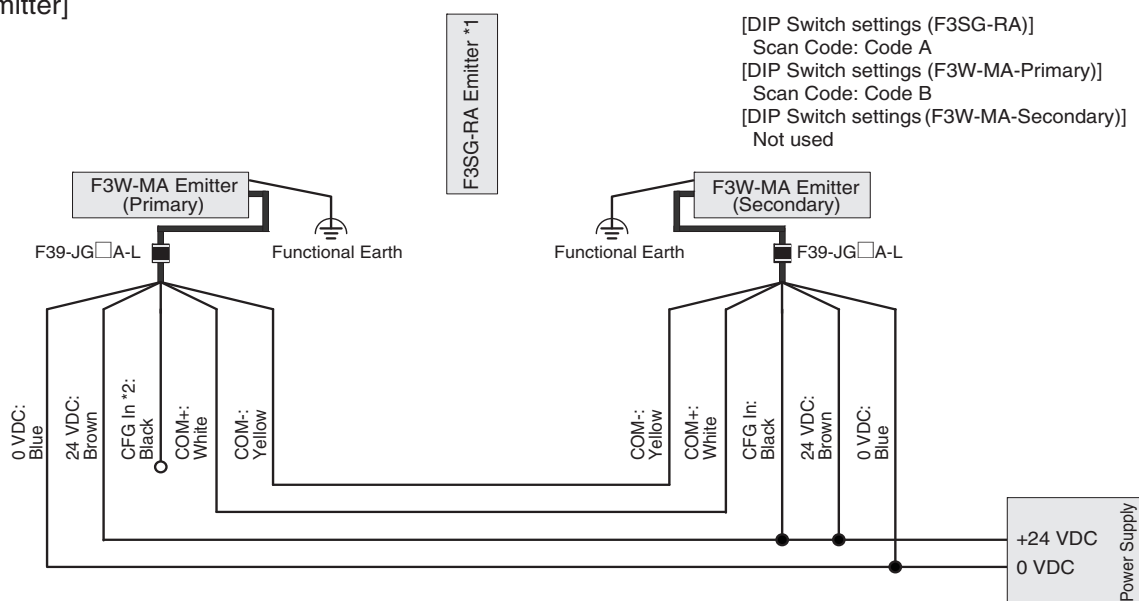 mitter]
F3SG-RA Emitter *1
[DIP Switch settings (F3SG-RA)]
Scan Code: Code A
[DIP Switch settings (F3W-MA-Primary)]
Scan Code: Code B
[DIP Switch settings (F3W-MA-Secondary)]
Not used
F3W-MA Emitter
(Primary)
F3W-MA Emitter
(Secondary)
F39-JG□A-L
Functional Earth
Functional Earth
F39-JG□A-L
0 VDC:
Blue
24 VDC:
Brown
CFG In *2:
Black
COM+:
White
COM-:
Yellow
COM-:
Yellow
COM+:
White
CFG In:
Black
24 VDC:
Brown
0 VDC:
Blue
+24 VDC
0 VDC
Power Supply